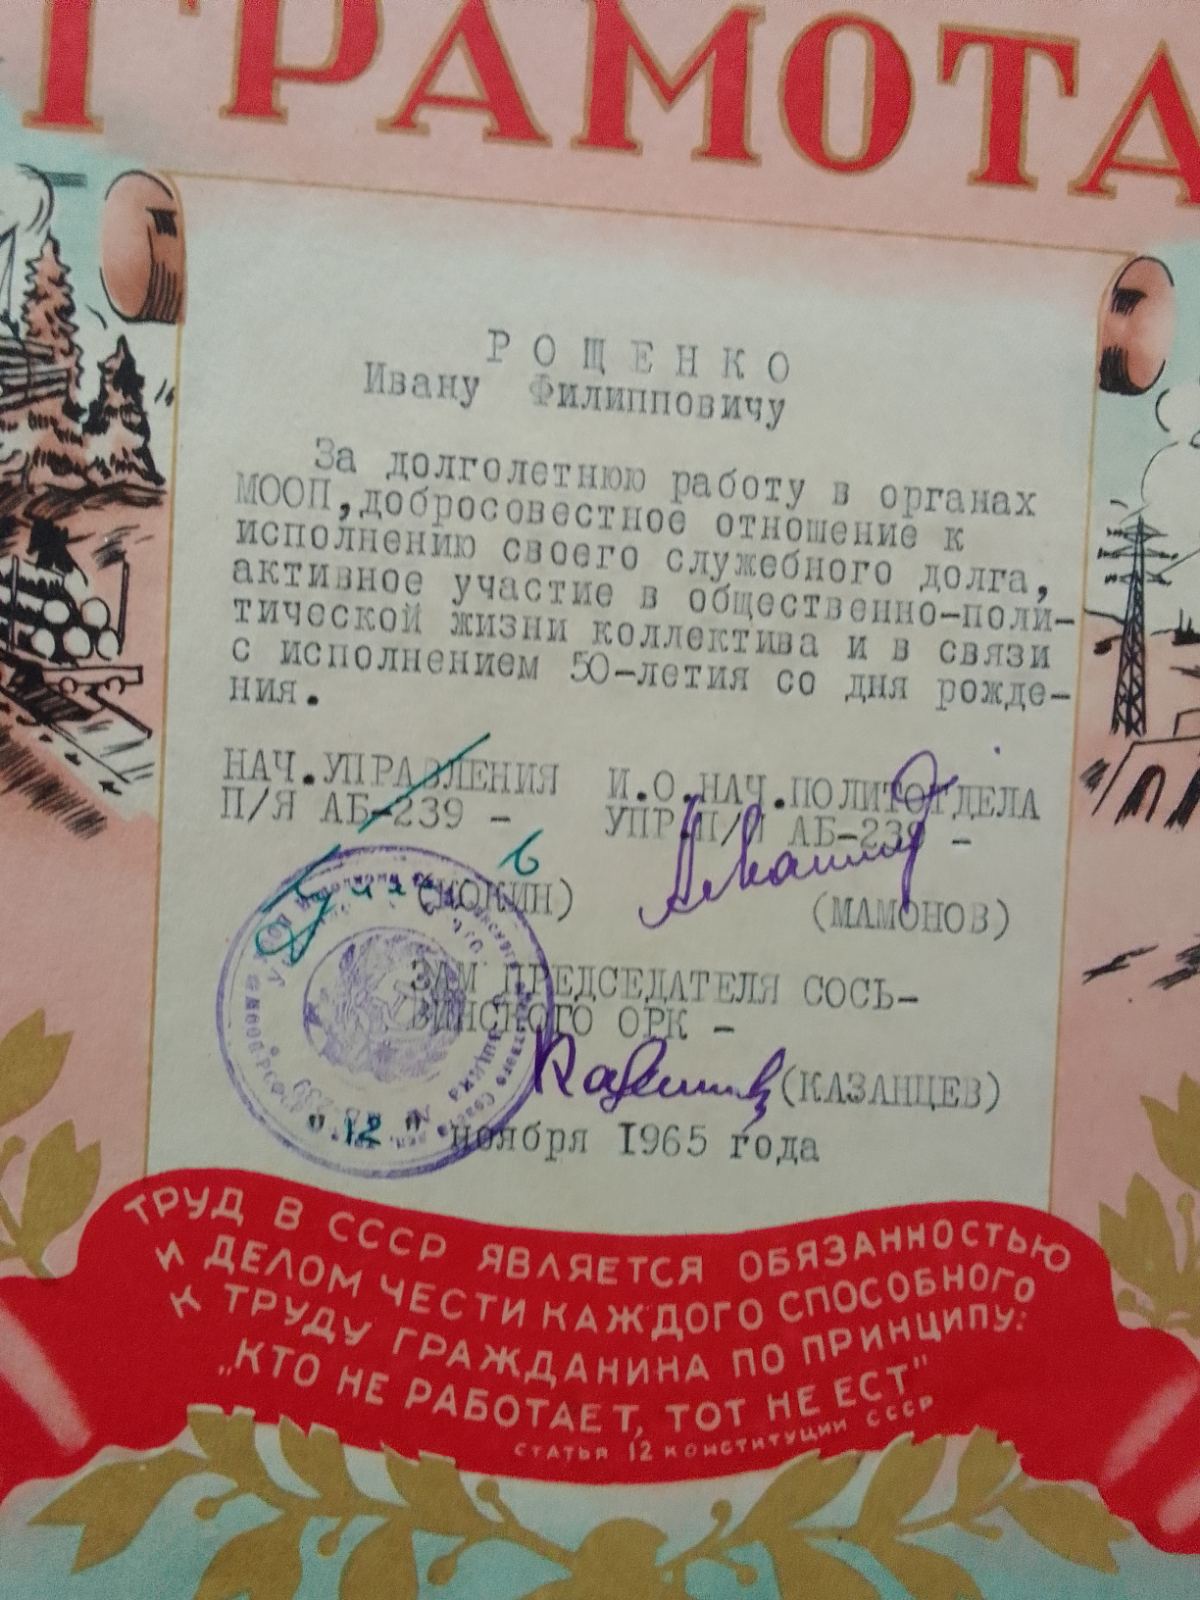 ГРАМОТА
РОЩЕНКО
Ивану Филипповичу
За долголетнюю работу в органах
МООП, добросовестное отношение к
исполнению своего служебного долга,
активное участие в общественно-поли-
тической жизни коллектива и в связи
с исполнением 50-летия со дня рожде-
ния.
НАЧ.УПРАВЛЕНИЯ
П/Я АБ-239 -
(МОКИН)
И.О.НАЧ.ПОЛИТОТДЕЛА
УПР.П/Я АБ-239 -
(МАМОНОВ)
ЗАМ ПРЕДСЕДАТЕЛЯ СОСЬ-
ВИНСКОГО ОРК -
(КАЗАНЦЕВ)
"12" ноября 1965 года
ТРУД В СССР ЯВЛЯЕТСЯ ОБЯЗАННОСТЬЮ
И ДЕЛОМ ЧЕСТИ КАЖДОГО СПОСОБНОГО
К ТРУДУ ГРАЖДАНИНА ПО ПРИНЦИПУ:
„КТО НЕ РАБОТАЕТ, ТОТ НЕ ЕСТ"
СТАТЬЯ 12 КОНСТИТУЦИИ СССР